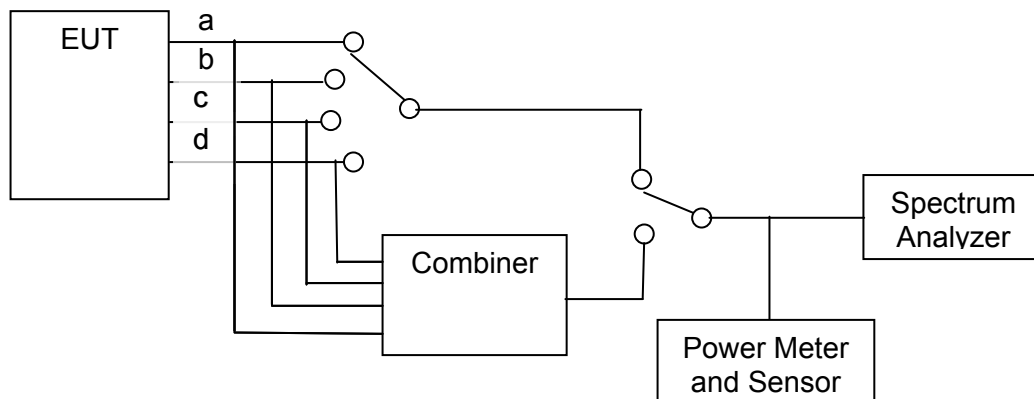 EUT
a
b
c
d
Combiner
Spectrum
Analyzer
Power Meter
and Sensor